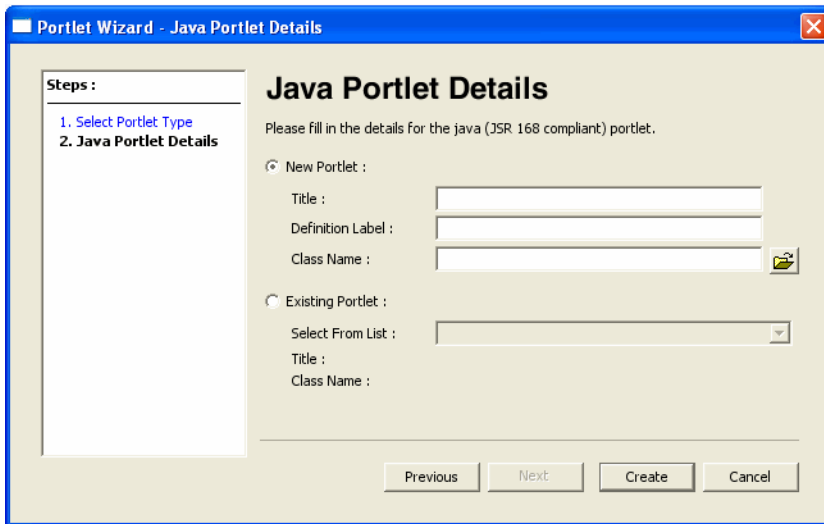 Portlet Wizard - Java Portlet Details
Steps :
1. Select Portlet Type
2. Java Portlet Details
Java Portlet Details
Please fill in the details for the java (JSR 168 compliant) portlet.
New Portlet :
Title :
Definition Label :
Class Name :
Existing Portlet :
Select From List :
Title :
Class Name :
Previous Next Create Cancel